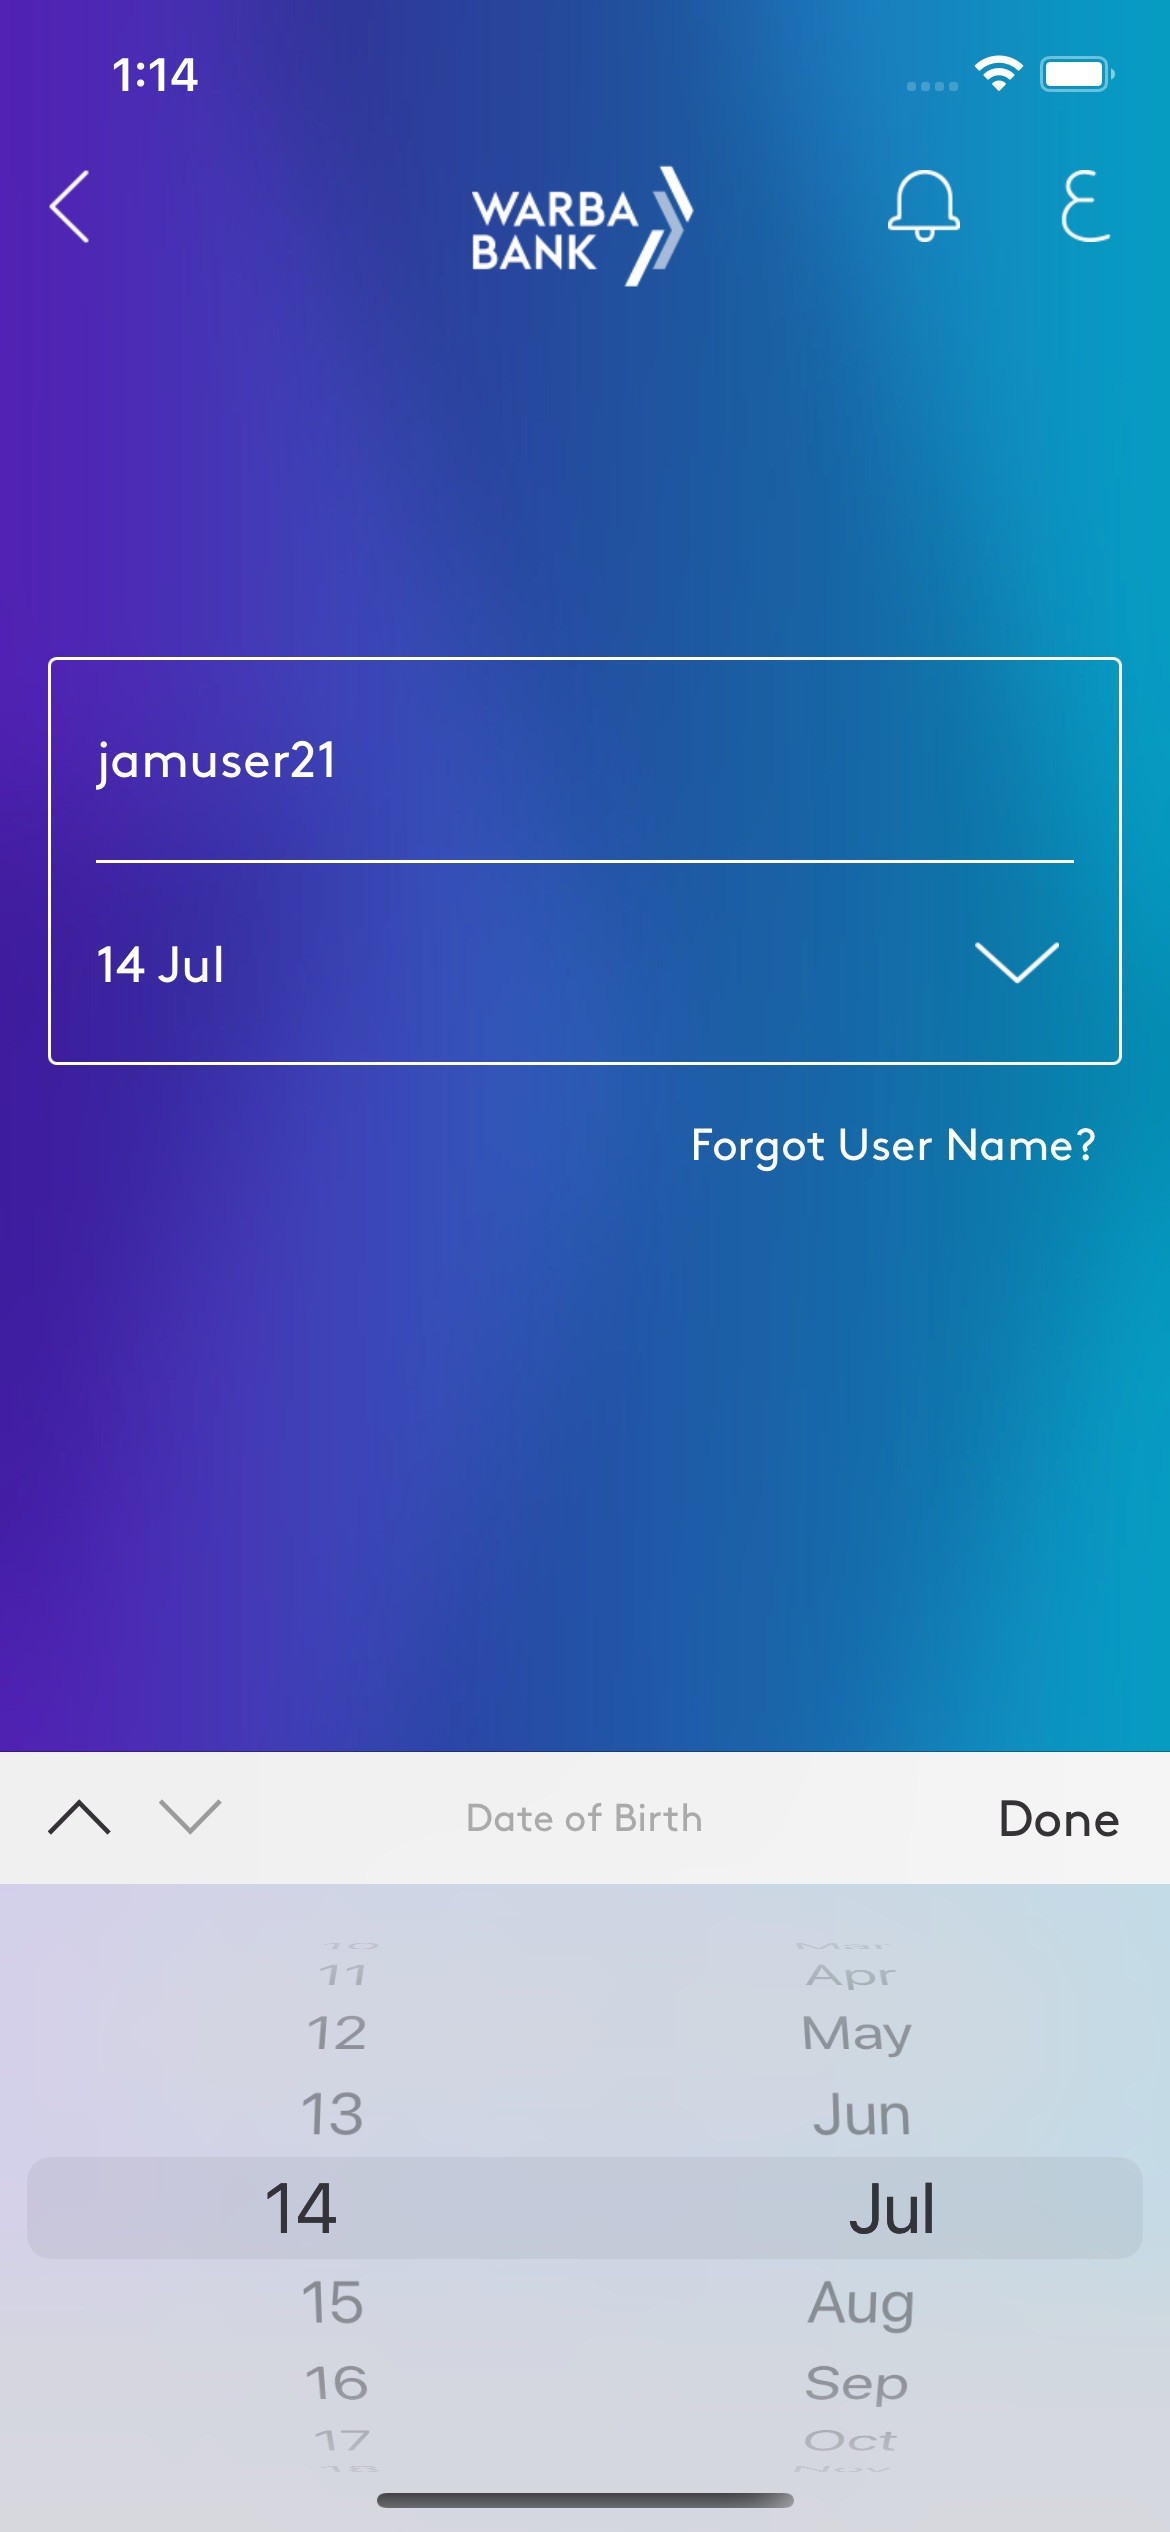 1:14
WARBA
BANK
ع
jamuser21
14 Jul
Forgot User Name?
Date of Birth
Done
10 Mar
11 Apr
12 May
13 Jun
14 Jul
15 Aug
16 Sep
17 Oct
18 Nov